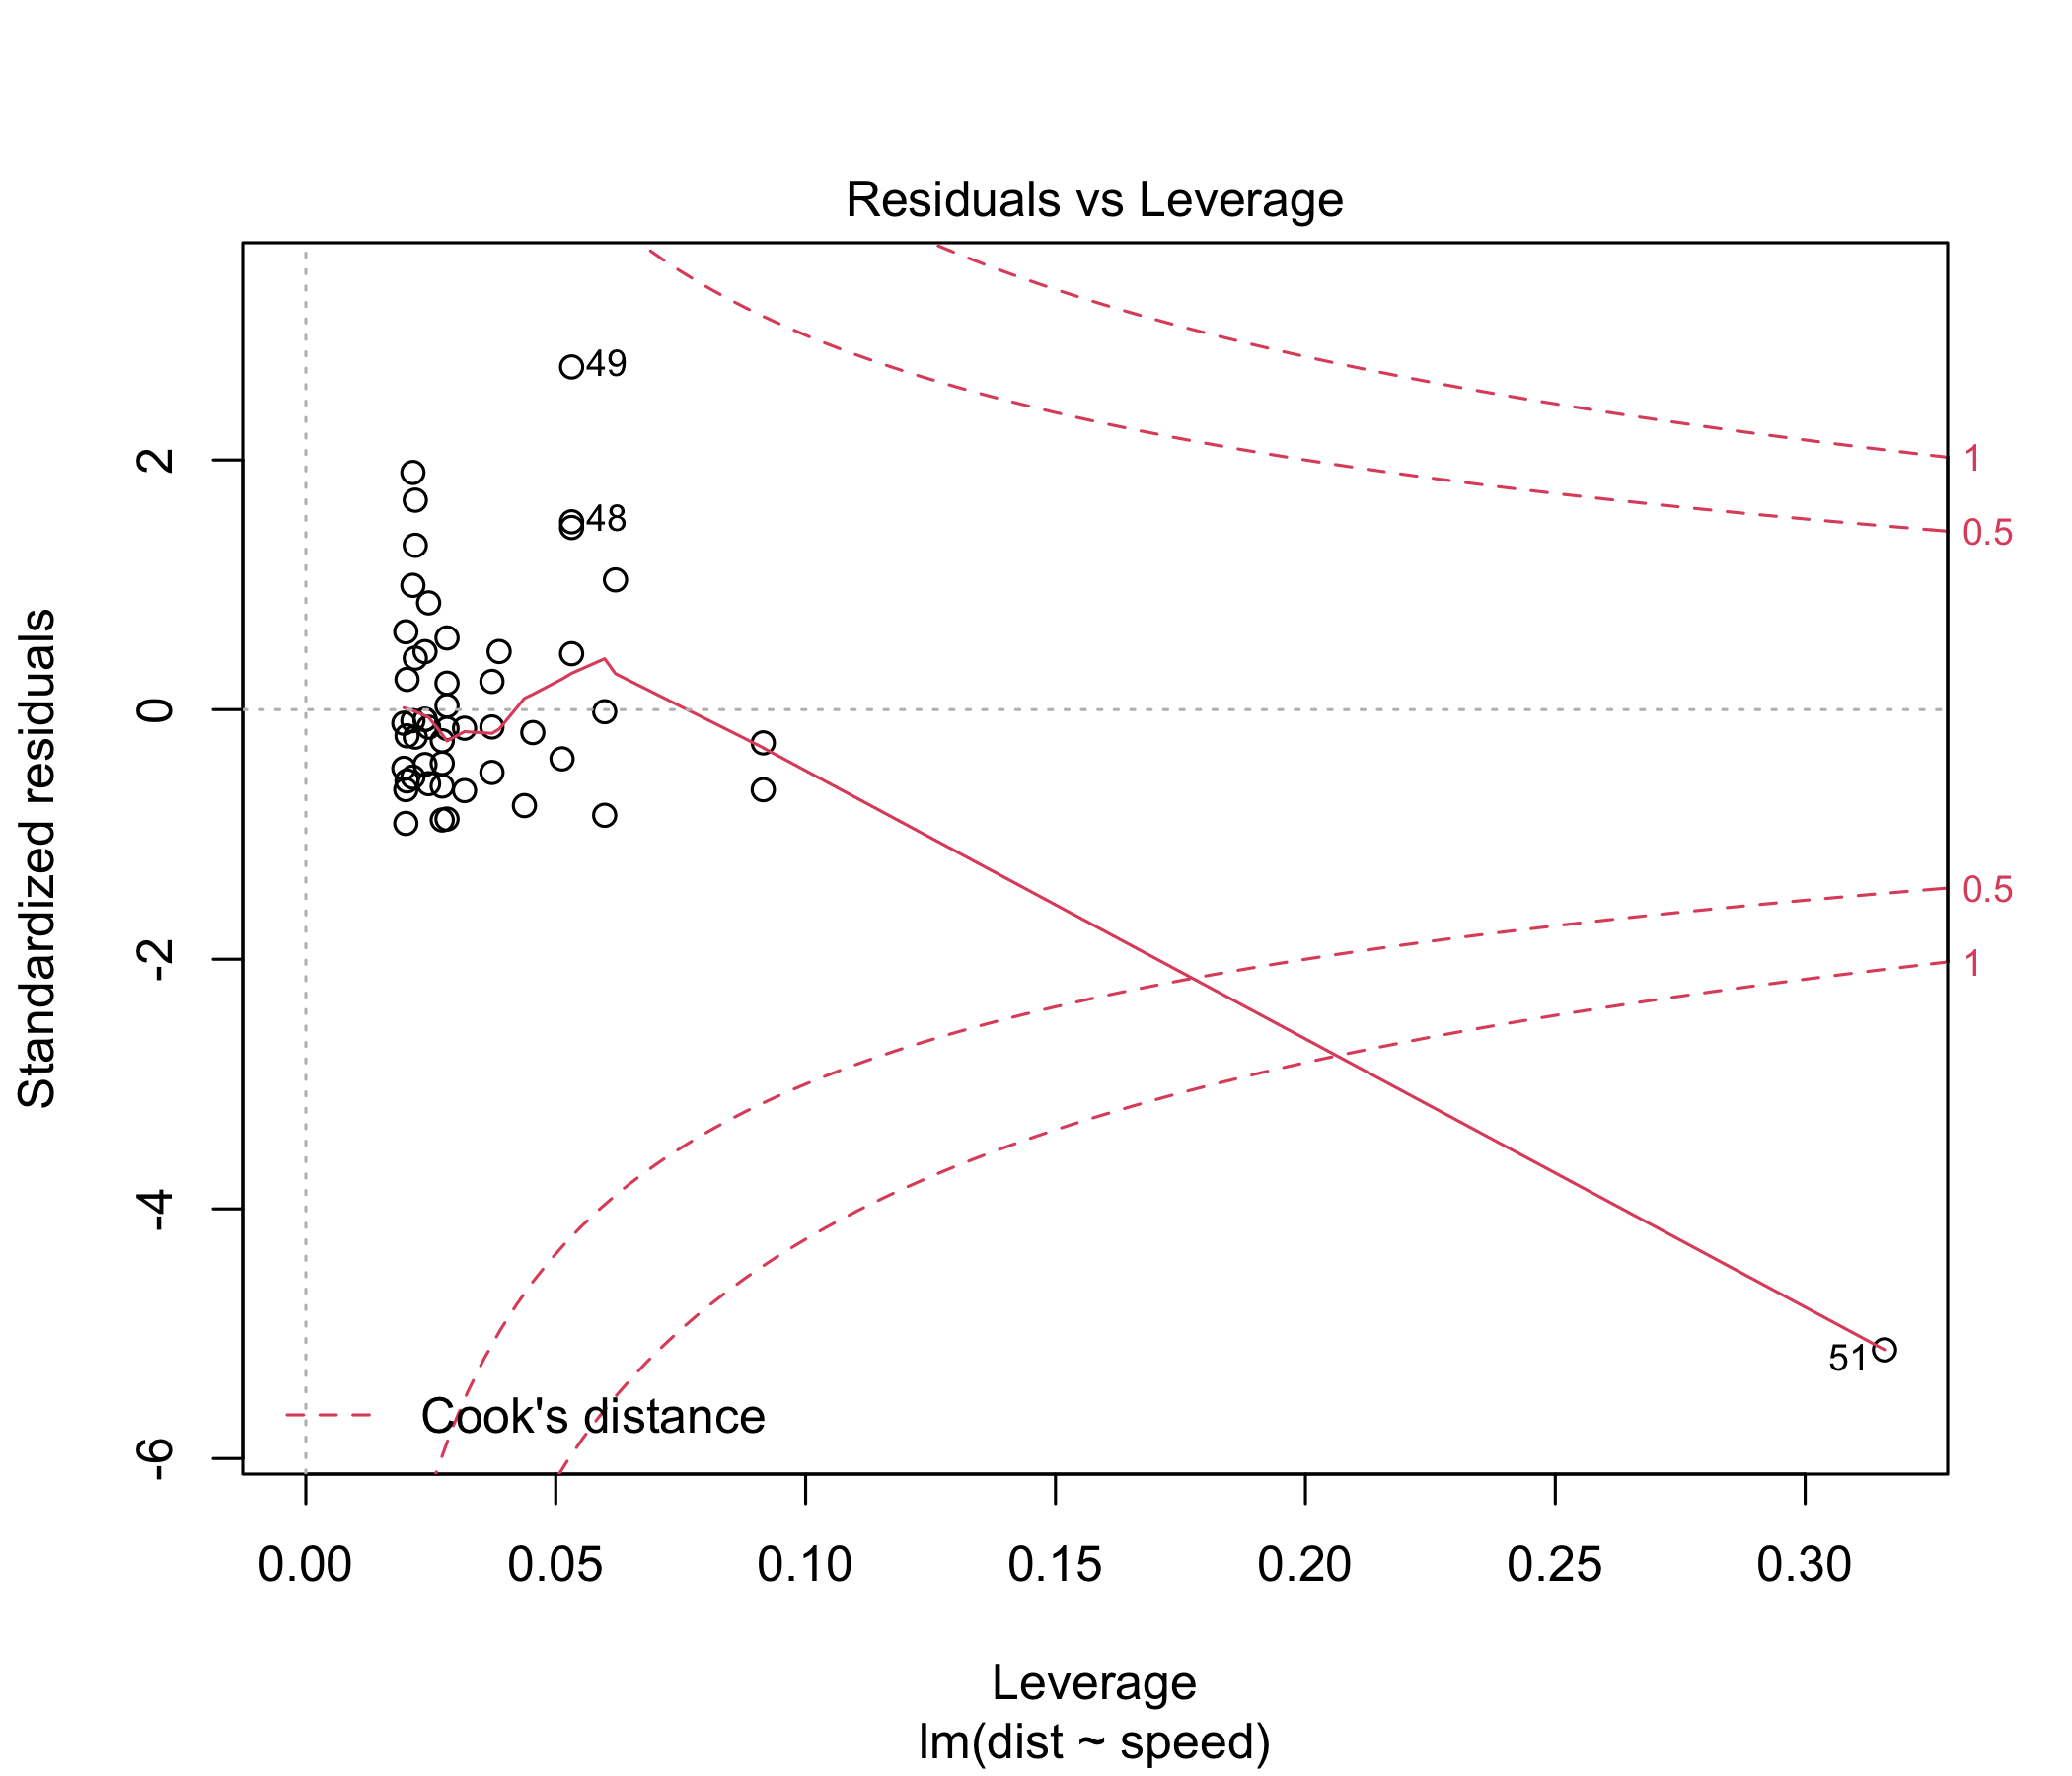 Residuals vs Leverage
Standardized residuals
2
0
-2
-4
-6
49
48
51
1
0.5
0.5
1
Cook's distance
0.00 0.05 0.10 0.15 0.20 0.25 0.30
Leverage
lm(dist ~ speed)